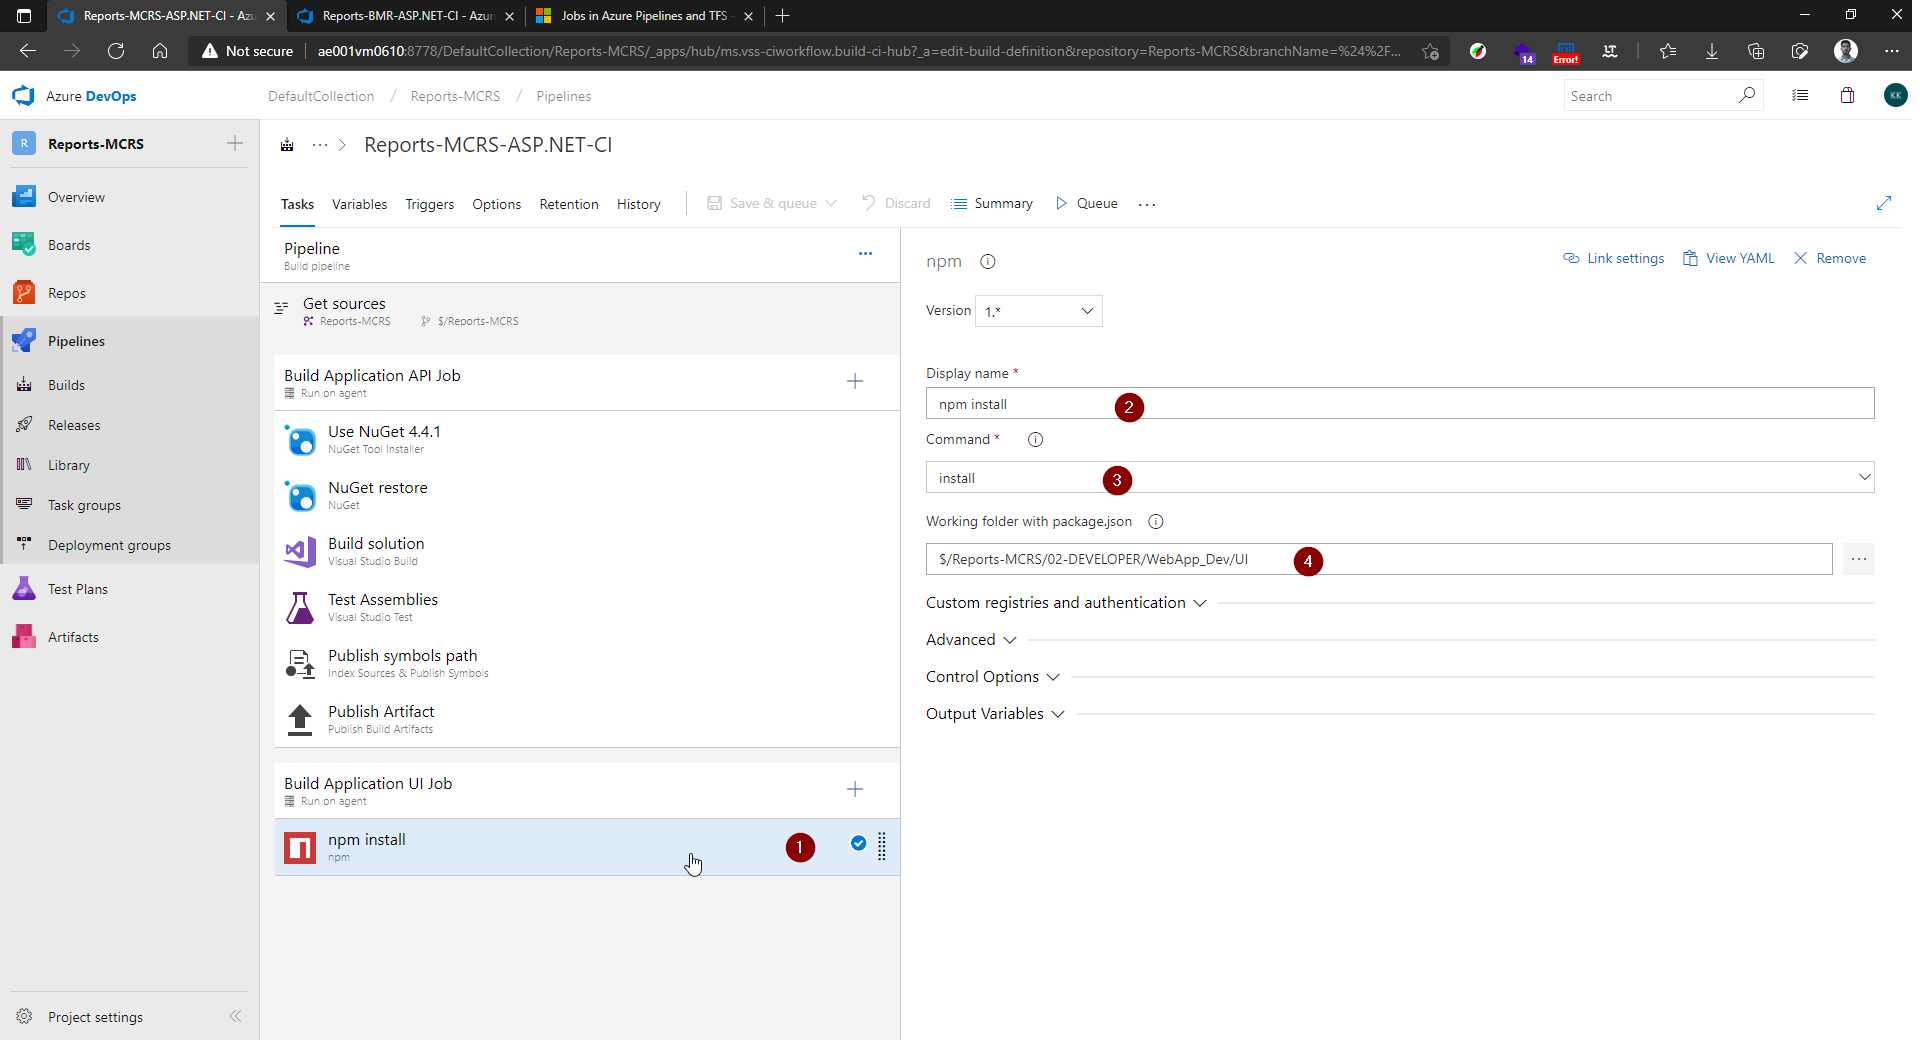 Reports-MCRS-ASP.NET-CI - Azu
Reports-BMR-ASP.NET-CI - Azur
Jobs in Azure Pipelines and TFS -
Not secure
ae001vm0610:8778/DefaultCollection/Reports-MCRS/_apps/hub/ms.vss-ciworkflow.build-ci-hub?_a=edit-build-definition&repository=Reports-MCRS&branchName=%24%2F...
14
Error!
LT
Azure DevOps
DefaultCollection / Reports-MCRS / Pipelines
Search
KK
R
Reports-MCRS
Overview
Boards
Repos
Pipelines
Builds
Releases
Library
Task groups
Deployment groups
Test Plans
Artifacts
Project settings
Reports-MCRS-ASP.NET-CI
Tasks
Variables
Triggers
Options
Retention
History
Save & queue
Discard
Summary
Queue
Pipeline
Build pipeline
Get sources
Reports-MCRS
$/Reports-MCRS
Build Application API Job
Run on agent
Use NuGet 4.4.1
NuGet Tool Installer
NuGet restore
NuGet
Build solution
Visual Studio Build
Test Assemblies
Visual Studio Test
Publish symbols path
Index Sources & Publish Symbols
Publish Artifact
Publish Build Artifacts
Build Application UI Job
Run on agent
npm install
npm
1
npm
Link settings
View YAML
Remove
Version
1.*
Display name *
npm install
2
Command *
install
3
Working folder with package.json
$/Reports-MCRS/02-DEVELOPER/WebApp_Dev/UI
4
Custom registries and authentication
Advanced
Control Options
Output Variables